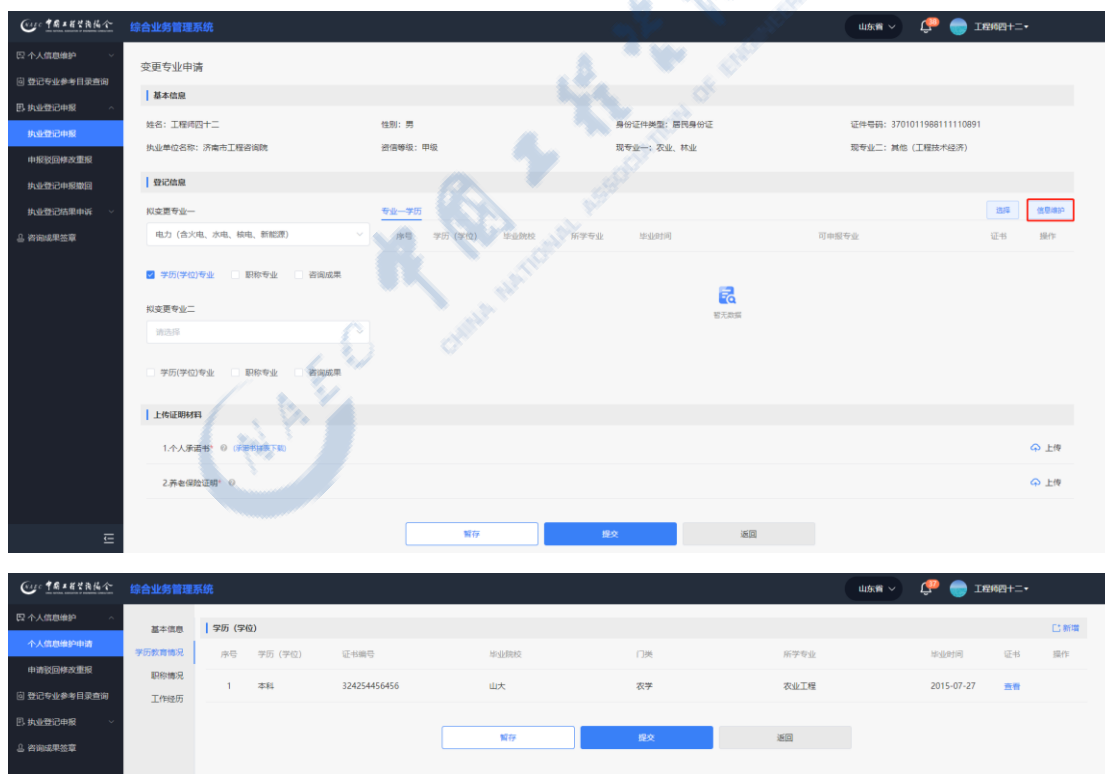 综合业务管理系统 山东省 38 工程师四十二
个人信息维护
登记专业参考目录查询
执业登记申报
执业登记申报
申报驳回修改重报
执业登记申报撤回
执业登记结果申诉
咨询成果签章
变更专业申请
基本信息
姓名：工程师四十二 性别：男 身份证件类型：居民身份证 证件号码：3701011988111110891
执业单位名称：济南市工程咨询院 资信等级：甲级 现专业一：农业、林业 现专业二：其他（工程技术经济）
登记信息
拟变更专业一 专业一学历 选择 信息维护
电力（含火电、水电、核电、新能源） 序号 学历（学位） 毕业院校 所学专业 毕业时间 可申报专业 证书 操作
学历(学位)专业 职称专业 咨询成果
暂无数据
拟变更专业二
请选择
学历(学位)专业 职称专业 咨询成果
上传证明材料
1.个人承诺书* 上传
2.养老保险证明* 上传
暂存 提交 返回
CHINA NATIONAL ASSOCIATION OF ENGINE
CNAEC
综合业务管理系统 山东省 37 工程师四十二
个人信息维护
个人信息维护申请
申请驳回修改重报
登记专业参考目录查询
执业登记申报
咨询成果签章
基本信息
学历教育情况
职称情况
工作经历
学历（学位） 新增
序号 学历（学位） 证书编号 毕业院校 门类 所学专业 毕业时间 证书 操作
1 本科 324254456456 山大 农学 农业工程 2015-07-27 查看
暂存 提交 返回